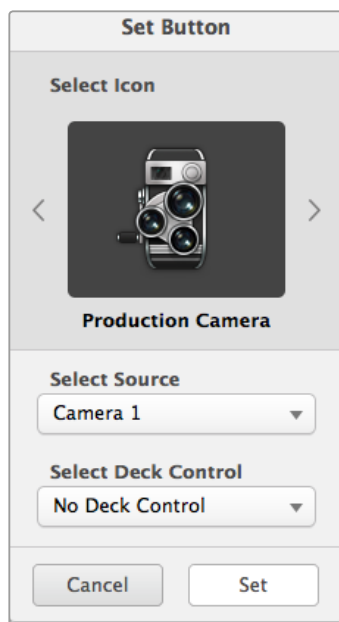 Set Button
Select Icon
Production Camera
Select Source
Camera 1
Select Deck Control
No Deck Control
Cancel
Set